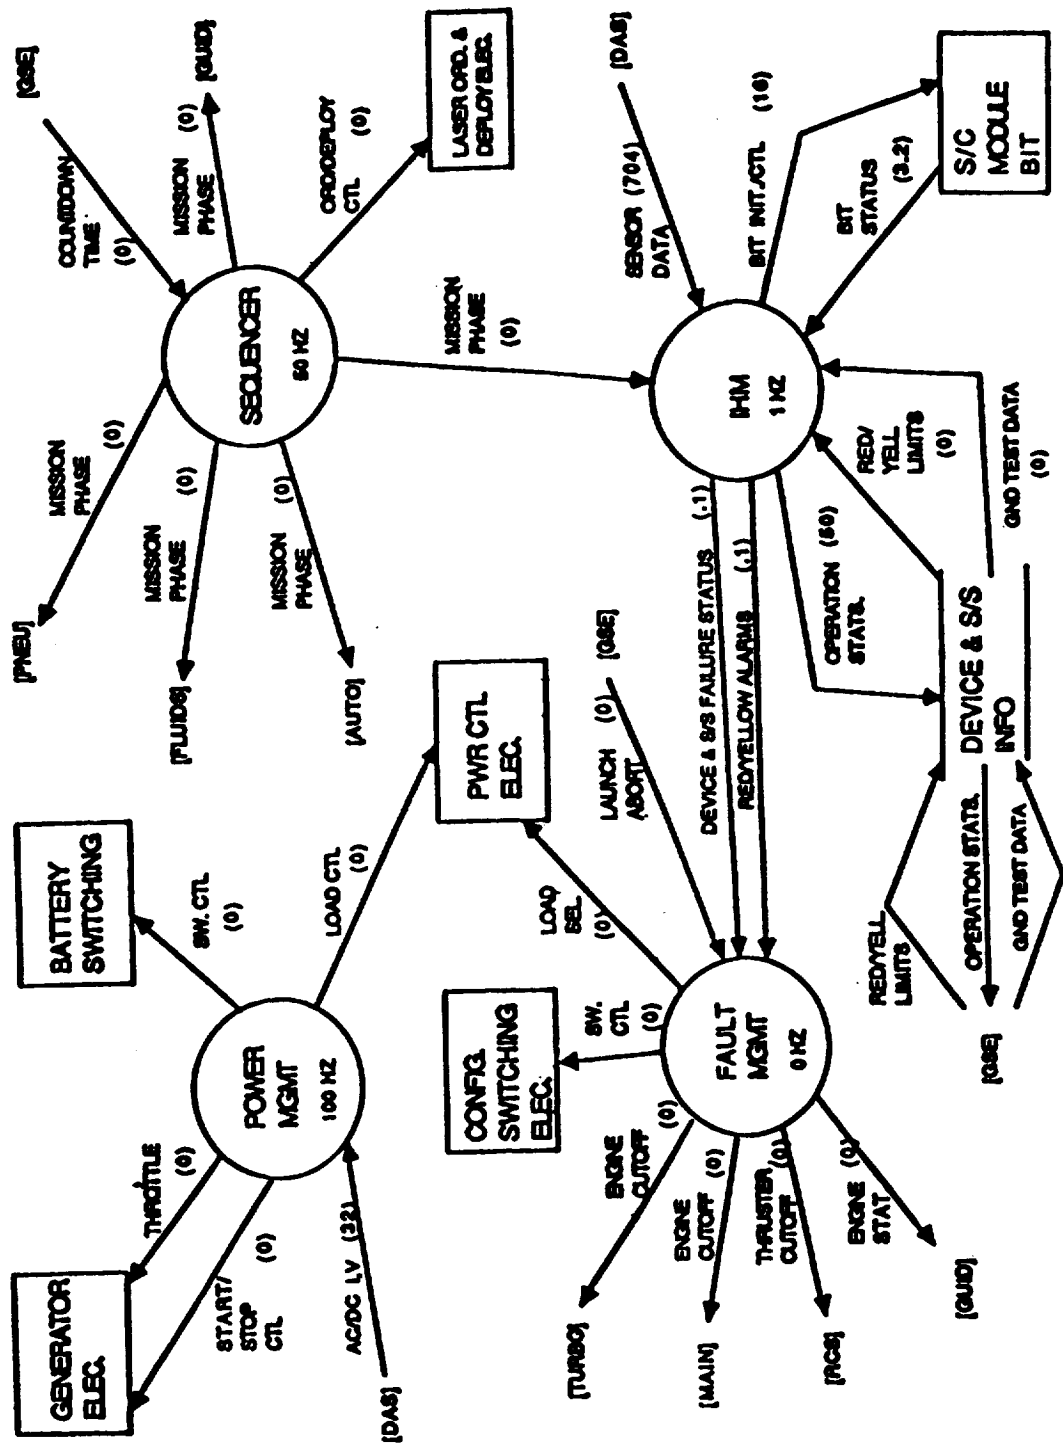 GENERATOR
ELEC.
THROTTLE
(0)
START/
STOP
CTL
(0)
AC/DC I,V (32)
[DAS]
POWER
MGMT
100 HZ
BATTERY
SWITCHING
SW. CTL
(0)
LOAD CTL
(0)
PWR CTL
ELEC.
[PNEU]
MISSION
PHASE
(0)
[FLUIDS]
MISSION
PHASE
(0)
[AUTO]
MISSION
PHASE
(0)
SEQUENCER
50 HZ
[GSE]
COUNTDOWN
TIME
(0)
[GUID]
MISSION
PHASE
(0)
ORD/DEPLOY
CTL
(0)
LASER ORD. &
DEPLOY ELEC.
MISSION
PHASE
(0)
CONFIG.
SWITCHING
ELEC.
SW.
CTL
(0)
LOAD
SEL
(0)
LAUNCH (0) [GSE]
ABORT
DEVICE & S/S FAILURE STATUS (.1)
RED/YELLOW ALARMS (.1)
FAULT
MGMT
0 HZ
ENGINE
CUTOFF
(0)
[TURBO]
ENGINE
CUTOFF
(0)
[MAIN]
THRUSTER
CUTOFF
(0)
[RCS]
ENGINE
STAT
(0)
[GUID]
IHM
1 HZ
SENSOR (704)
DATA
[DAS]
BIT INIT./CTL (16)
BIT
STATUS
(3.2)
S/C
MODULE
BIT
OPERATION (50)
STATS.
RED/
YELL
LIMITS
(0)
GND TEST DATA
(0)
DEVICE & S/S
INFO
RED/YELL
LIMITS
OPERATION STATS.
GND TEST DATA
[GSE]